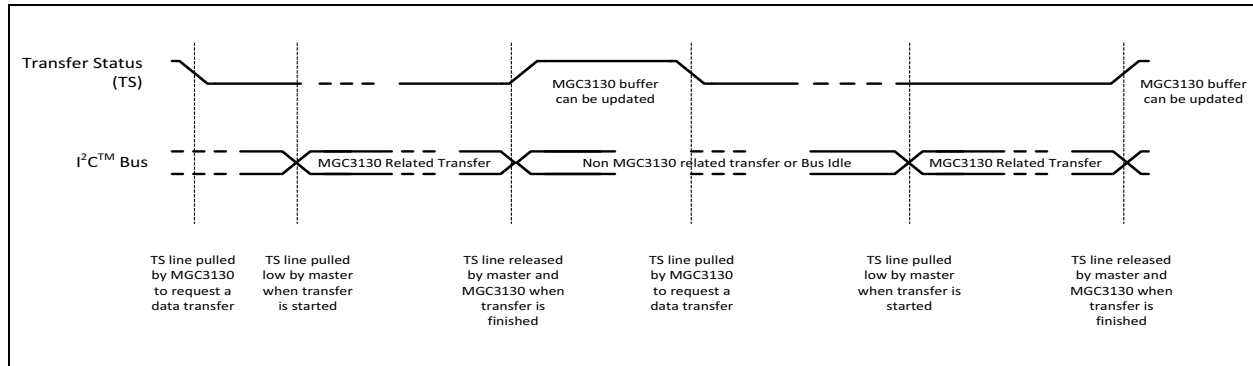 Transfer Status
(TS)
MGC3130 buffer
can be updated
MGC3130 buffer
can be updated
I²C™ Bus
MGC3130 Related Transfer
Non MGC3130 related transfer or Bus Idle
MGC3130 Related Transfer
TS line pulled
by MGC3130
to request a
data transfer
TS line pulled
low by master
when transfer
is started
TS line released
by master and
MGC3130 when
transfer is
finished
TS line pulled
by MGC3130
to request a
data transfer
TS line pulled
low by master
when transfer is
started
TS line released
by master and
MGC3130 when
transfer is
finished